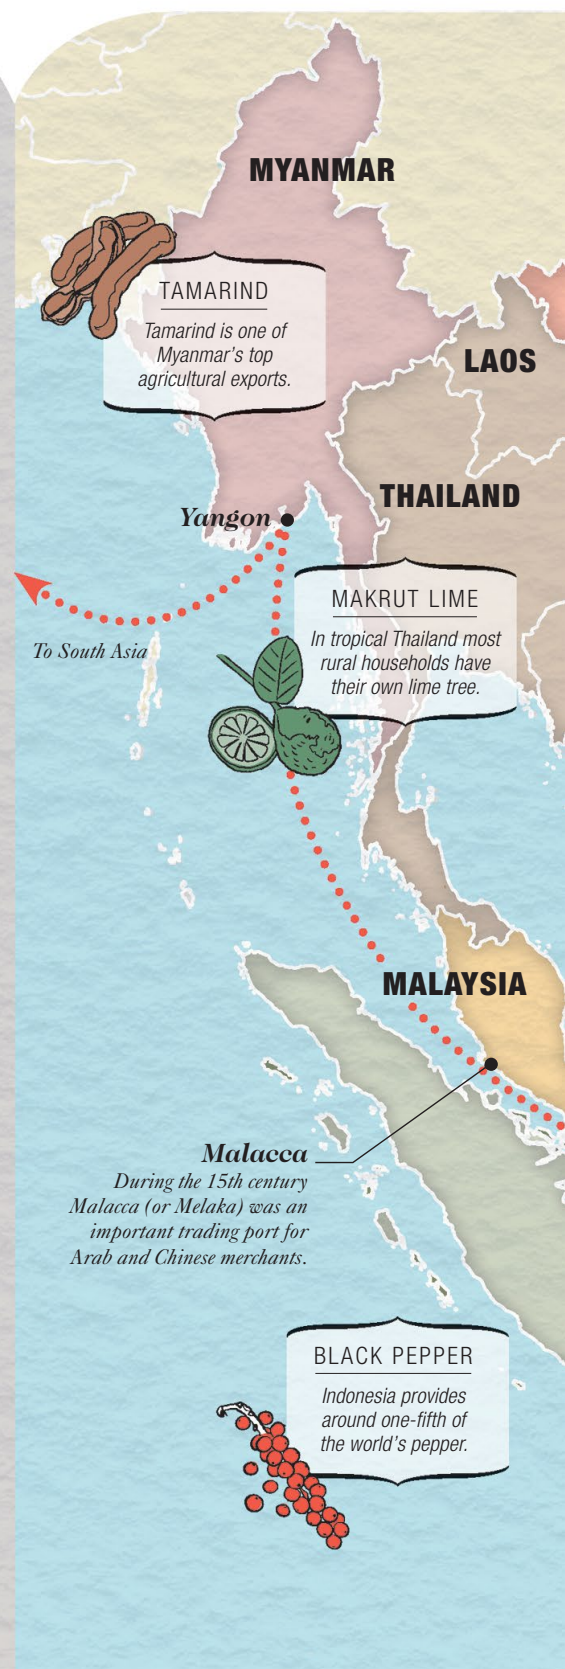 MYANMAR
TAMARIND
Tamarind is one of
Myanmar's top
agricultural exports.
LAOS
THAILAND
Yangon
MAKRUT LIME
In tropical Thailand most
rural households have
their own lime tree.
To South Asia
MALAYSIA
Malacca
During the 15th century
Malacca (or Melaka) was an
important trading port for
Arab and Chinese merchants.
BLACK PEPPER
Indonesia provides
around one-fifth of
the world's pepper.